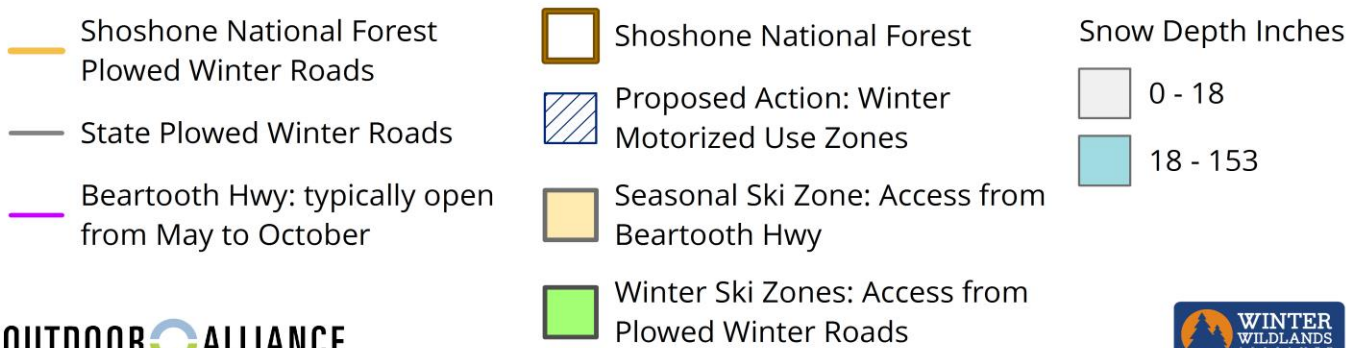 Shoshone National Forest
Plowed Winter Roads
State Plowed Winter Roads
Beartooth Hwy: typically open
from May to October
Shoshone National Forest
Proposed Action: Winter
Motorized Use Zones
Seasonal Ski Zone: Access from
Beartooth Hwy
Winter Ski Zones: Access from
Plowed Winter Roads
Snow Depth Inches
0 - 18
18 - 153
OUTDOOR ALLIANCE
WINTER
WILDLANDS